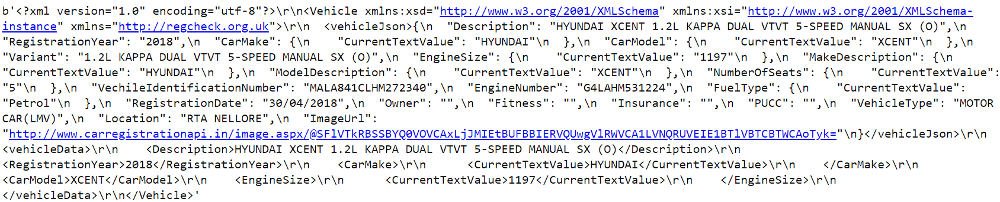 b'<?xml version="1.0" encoding="utf-8"?>\r\n<Vehicle xmlns:xsd="http://www.w3.org/2001/XMLSchema" xmlns:xsi="http://www.w3.org/2001/XMLSchema-
instance" xmlns="http://regcheck.org.uk">\r\n  <vehicleJson>{\n  "Description": "HYUNDAI XCENT 1.2L KAPPA DUAL VTVT 5-SPEED MANUAL SX (O)",\n
"RegistrationYear": "2018",\n  "CarMake": {\n    "CurrentTextValue": "HYUNDAI"\n  },\n  "CarModel": {\n    "CurrentTextValue": "XCENT"\n  },\n
"Variant": "1.2L KAPPA DUAL VTVT 5-SPEED MANUAL SX (O)",\n  "EngineSize": {\n    "CurrentTextValue": "1197"\n  },\n  "MakeDescription": {\n
"CurrentTextValue": "HYUNDAI"\n  },\n  "ModelDescription": {\n    "CurrentTextValue": "XCENT"\n  },\n  "NumberOfSeats": {\n    "CurrentTextValue":
"5"\n  },\n  "VechileIdentificationNumber": "MALA841CLHM272340",\n  "EngineNumber": "G4LAHM531224",\n  "FuelType": {\n    "CurrentTextValue":
"Petrol"\n  },\n  "RegistrationDate": "30/04/2018",\n  "Owner": "",\n  "Fitness": "",\n  "Insurance": "",\n  "PUCC": "",\n  "VehicleType": "MOTOR
CAR(LMV)",\n  "Location": "RTA NELLORE",\n  "ImageUrl":
"http://www.carregistrationapi.in/image.aspx/@SFlVTkRBSSBYQ0VOVCAxLjJMIEtBUFBBIERVQUwgVlRWVCA1LVNQRUVEIE1BTlVBTCBTWCAoTyk="\n}</vehicleJson>\r\n
<vehicleData>\r\n    <Description>HYUNDAI XCENT 1.2L KAPPA DUAL VTVT 5-SPEED MANUAL SX (O)</Description>\r\n
<RegistrationYear>2018</RegistrationYear>\r\n    <CarMake>\r\n      <CurrentTextValue>HYUNDAI</CurrentTextValue>\r\n    </CarMake>\r\n
<CarModel>XCENT</CarModel>\r\n    <EngineSize>\r\n      <CurrentTextValue>1197</CurrentTextValue>\r\n    </EngineSize>\r\n
</vehicleData>\r\n</Vehicle>'